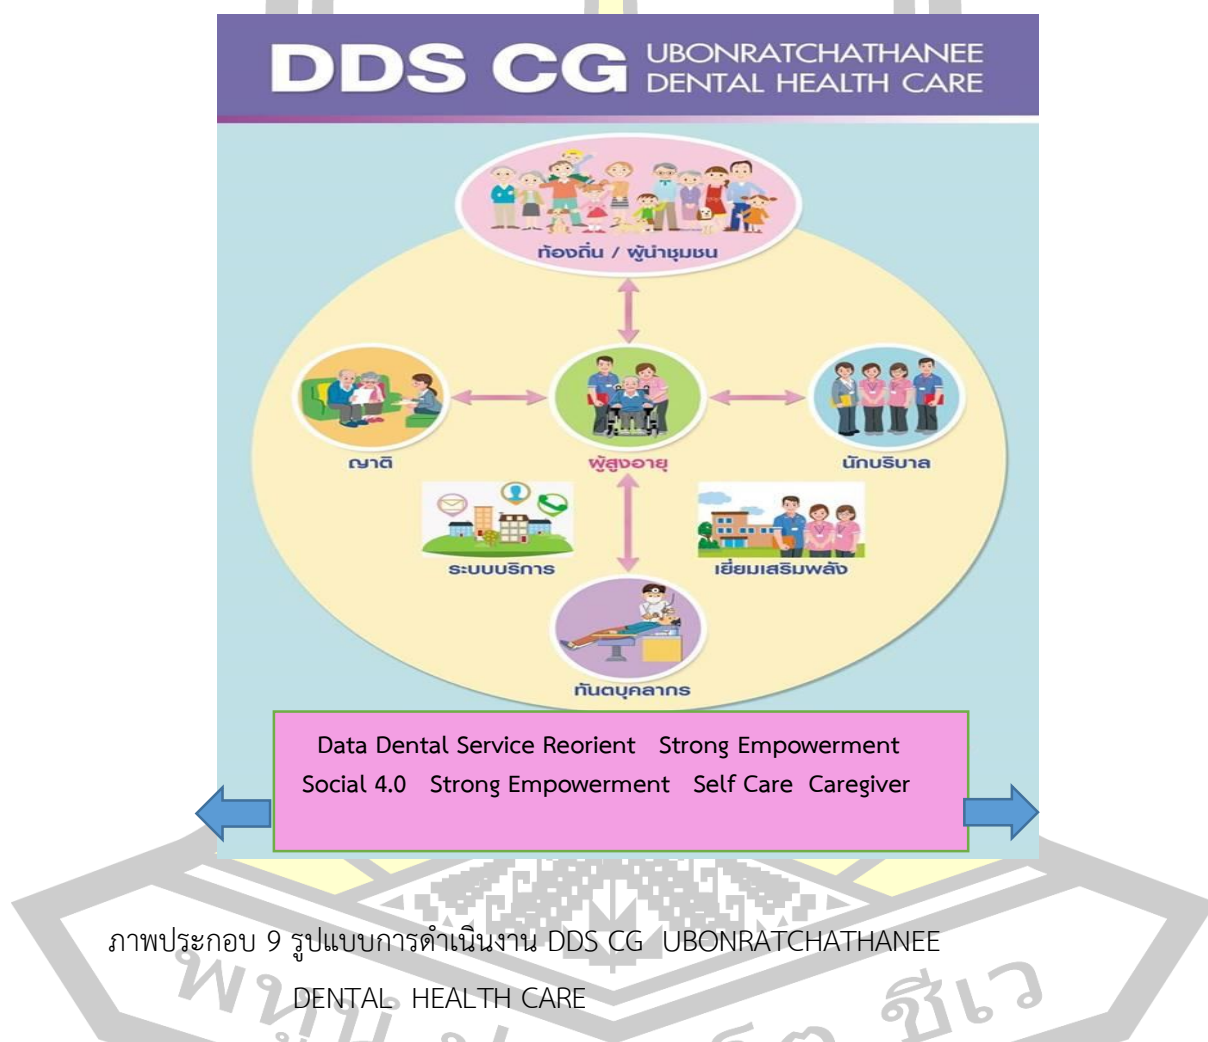 DDS CG UBONRATCHATHANEE
DENTAL HEALTH CARE
ท้องถิ่น / ผู้นำชุมชน
ญาติ
ผู้สูงอายุ
นักบริบาล
ระบบบริการ
เยี่ยมเสริมพลัง
ทันตบุคลากร
Data Dental Service Reorient Strong Empowerment
Social 4.0 Strong Empowerment Self Care Caregiver
ภาพประกอบ 9 รูปแบบการดำเนินงาน DDS CG UBONRATCHATHANEE
DENTAL HEALTH CARE